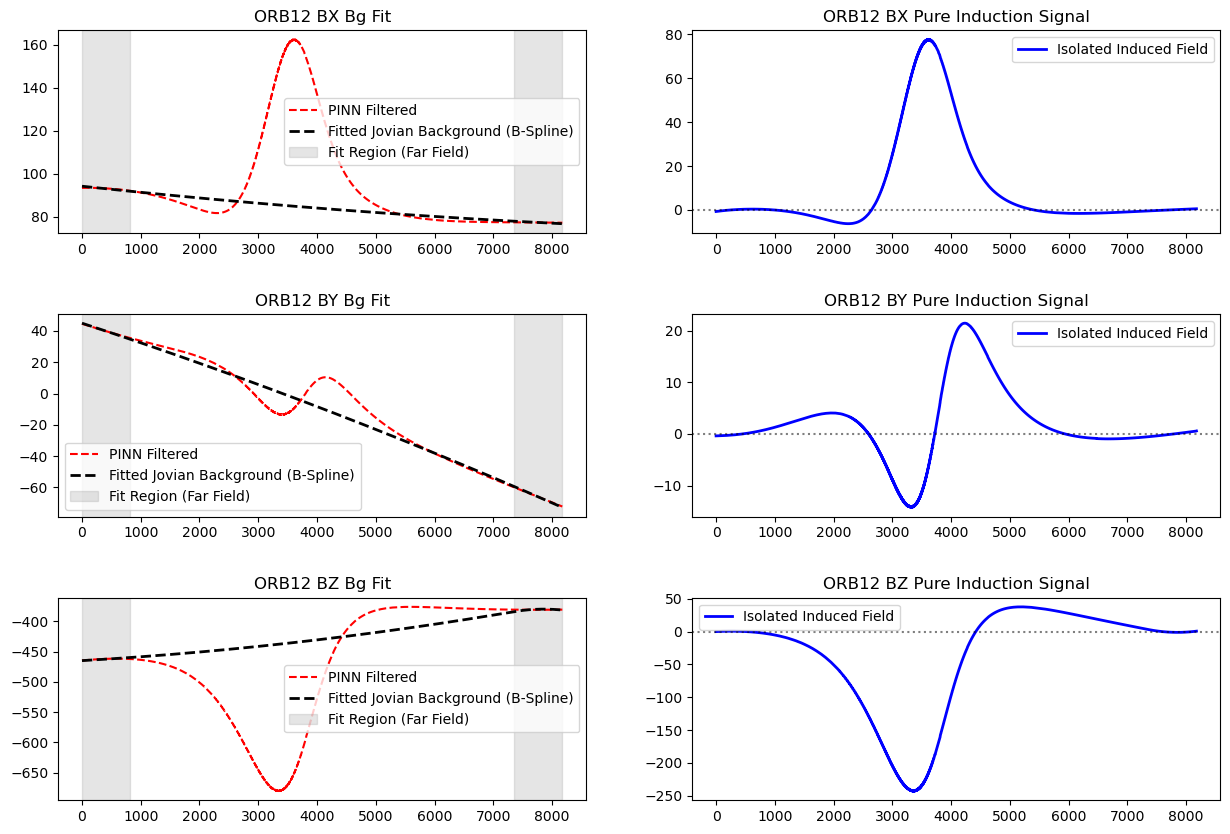 ORB12 BX Bg Fit
160
140
120
100
80
PINN Filtered
Fitted Jovian Background (B-Spline)
Fit Region (Far Field)
0 1000 2000 3000 4000 5000 6000 7000 8000
ORB12 BX Pure Induction Signal
80
60
40
20
0
Isolated Induced Field
0 1000 2000 3000 4000 5000 6000 7000 8000
ORB12 BY Bg Fit
40
20
0
−20
−40
−60
PINN Filtered
Fitted Jovian Background (B-Spline)
Fit Region (Far Field)
0 1000 2000 3000 4000 5000 6000 7000 8000
ORB12 BY Pure Induction Signal
20
10
0
−10
Isolated Induced Field
0 1000 2000 3000 4000 5000 6000 7000 8000
ORB12 BZ Bg Fit
−400
−450
−500
−550
−600
−650
PINN Filtered
Fitted Jovian Background (B-Spline)
Fit Region (Far Field)
0 1000 2000 3000 4000 5000 6000 7000 8000
ORB12 BZ Pure Induction Signal
50
0
−50
−100
−150
−200
−250
Isolated Induced Field
0 1000 2000 3000 4000 5000 6000 7000 8000